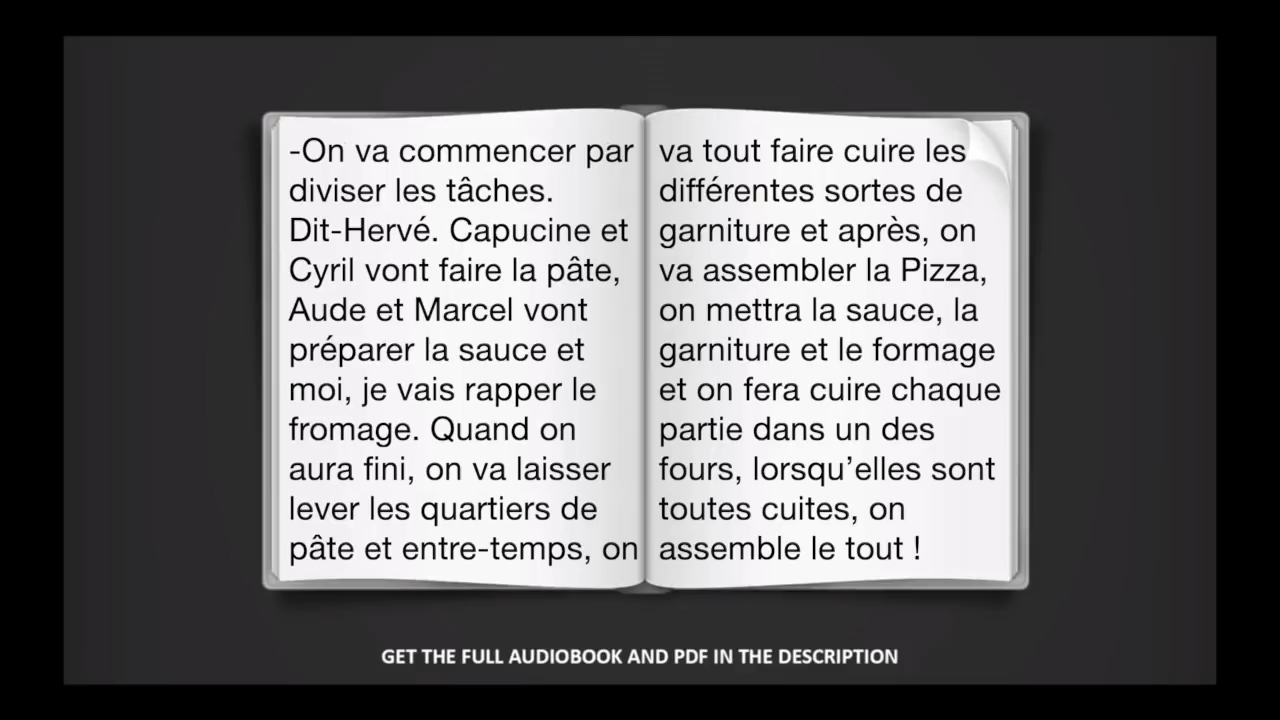 -On va commencer par
diviser les tâches.
Dit-Hervé. Capucine et
Cyril vont faire la pâte,
Aude et Marcel vont
préparer la sauce et
moi, je vais rapper le
fromage. Quand on
aura fini, on va laisser
lever les quartiers de
pâte et entre-temps, on
va tout faire cuire les
différentes sortes de
garniture et après, on
va assembler la Pizza,
on mettra la sauce, la
garniture et le formage
et on fera cuire chaque
partie dans un des
fours, lorsqu’elles sont
toutes cuites, on
assemble le tout !
GET THE FULL AUDIOBOOK AND PDF IN THE DESCRIPTION